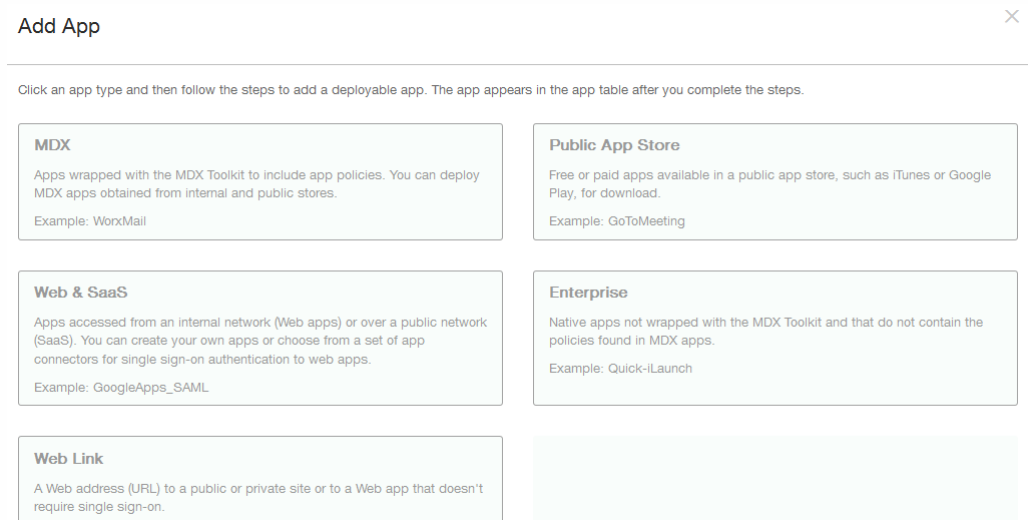 Add App
Click an app type and then follow the steps to add a deployable app. The app appears in the app table after you complete the steps.
MDX
Apps wrapped with the MDX Toolkit to include app policies. You can deploy
MDX apps obtained from internal and public stores.
Example: WorxMail
Public App Store
Free or paid apps available in a public app store, such as iTunes or Google
Play, for download.
Example: GoToMeeting
Web & SaaS
Apps accessed from an internal network (Web apps) or over a public network
(SaaS). You can create your own apps or choose from a set of app
connectors for single sign-on authentication to web apps.
Example: GoogleApps_SAML
Enterprise
Native apps not wrapped with the MDX Toolkit and that do not contain the
policies found in MDX apps.
Example: Quick-iLaunch
Web Link
A Web address (URL) to a public or private site or to a Web app that doesn't
require single sign-on.